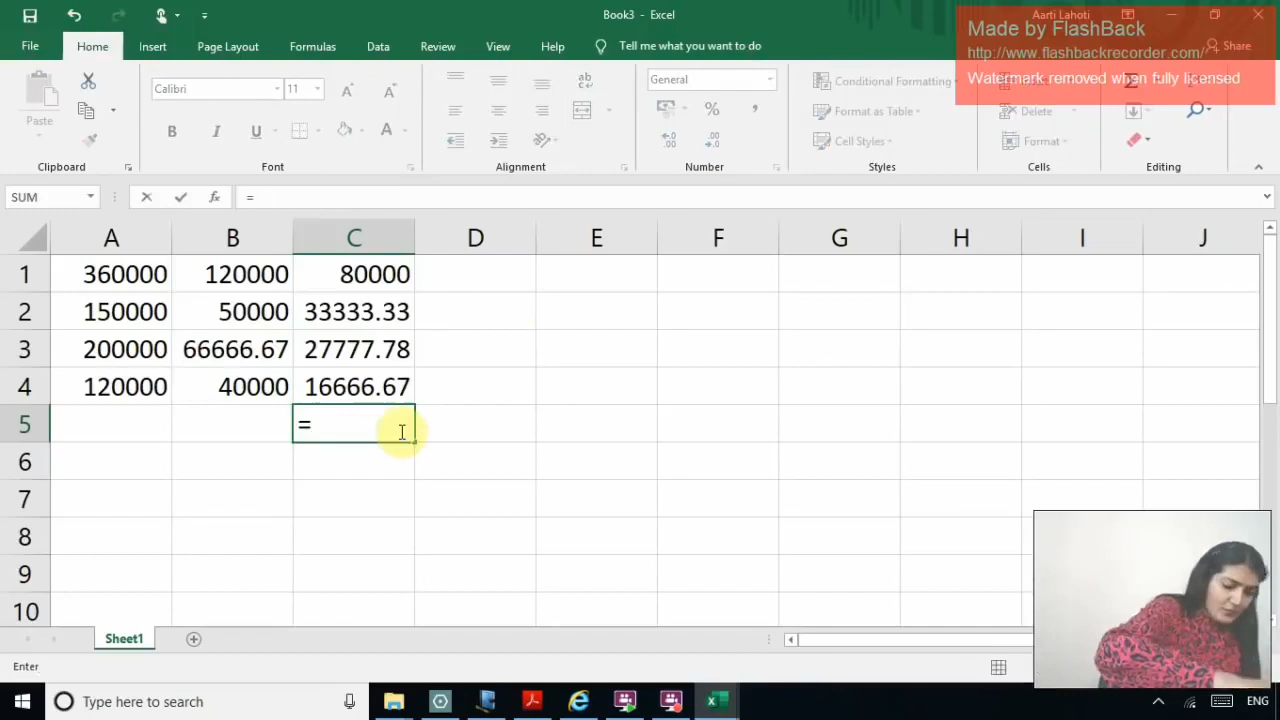 Book3 - Excel
Aarti Lahoti
Made by FlashBack
http://www.flashbackrecorder.com/
Watermark removed when fully licensed
File Home Insert Page Layout Formulas Data Review View Help Tell me what you want to do Share
Paste
Calibri 11
General
Conditional Formatting
Format as Table
Cell Styles
Delete
Format
Clipboard Font Alignment Number Styles Cells Editing
SUM =
A B C D E F G H I J
1 360000 120000 80000
2 150000 50000 33333.33
3 200000 66666.67 27777.78
4 120000 40000 16666.67
5 =
6
7
8
9
10
Sheet1
Enter
Type here to search ENG